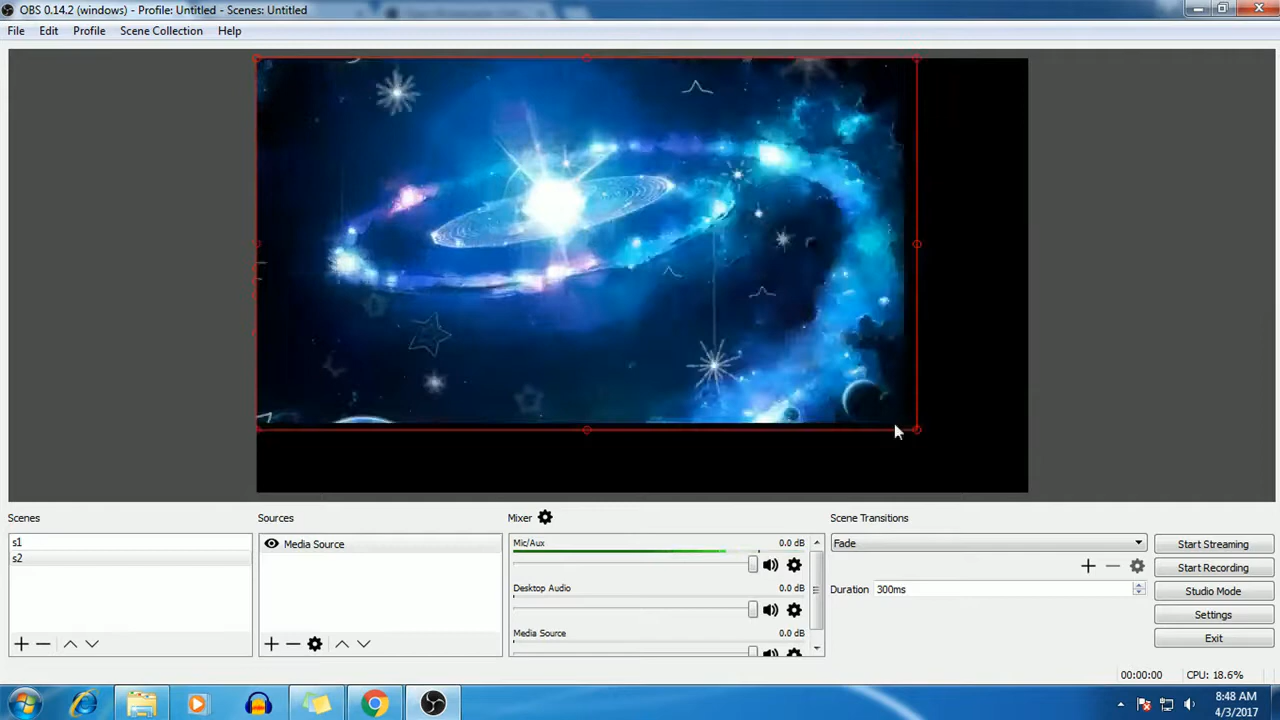 OBS 0.14.2 (windows) - Profile: Untitled - Scenes: Untitled
File Edit Profile Scene Collection Help
Scenes Sources Mixer Scene Transitions
s1 Media Source Mic/Aux 0.0 dB Fade Start Streaming
s2
Start Recording
Desktop Audio 0.0 dB Duration 300ms Studio Mode
Settings
Media Source 0.0 dB Exit
00:00:00 CPU: 18.6%
8:48 AM
4/3/2017